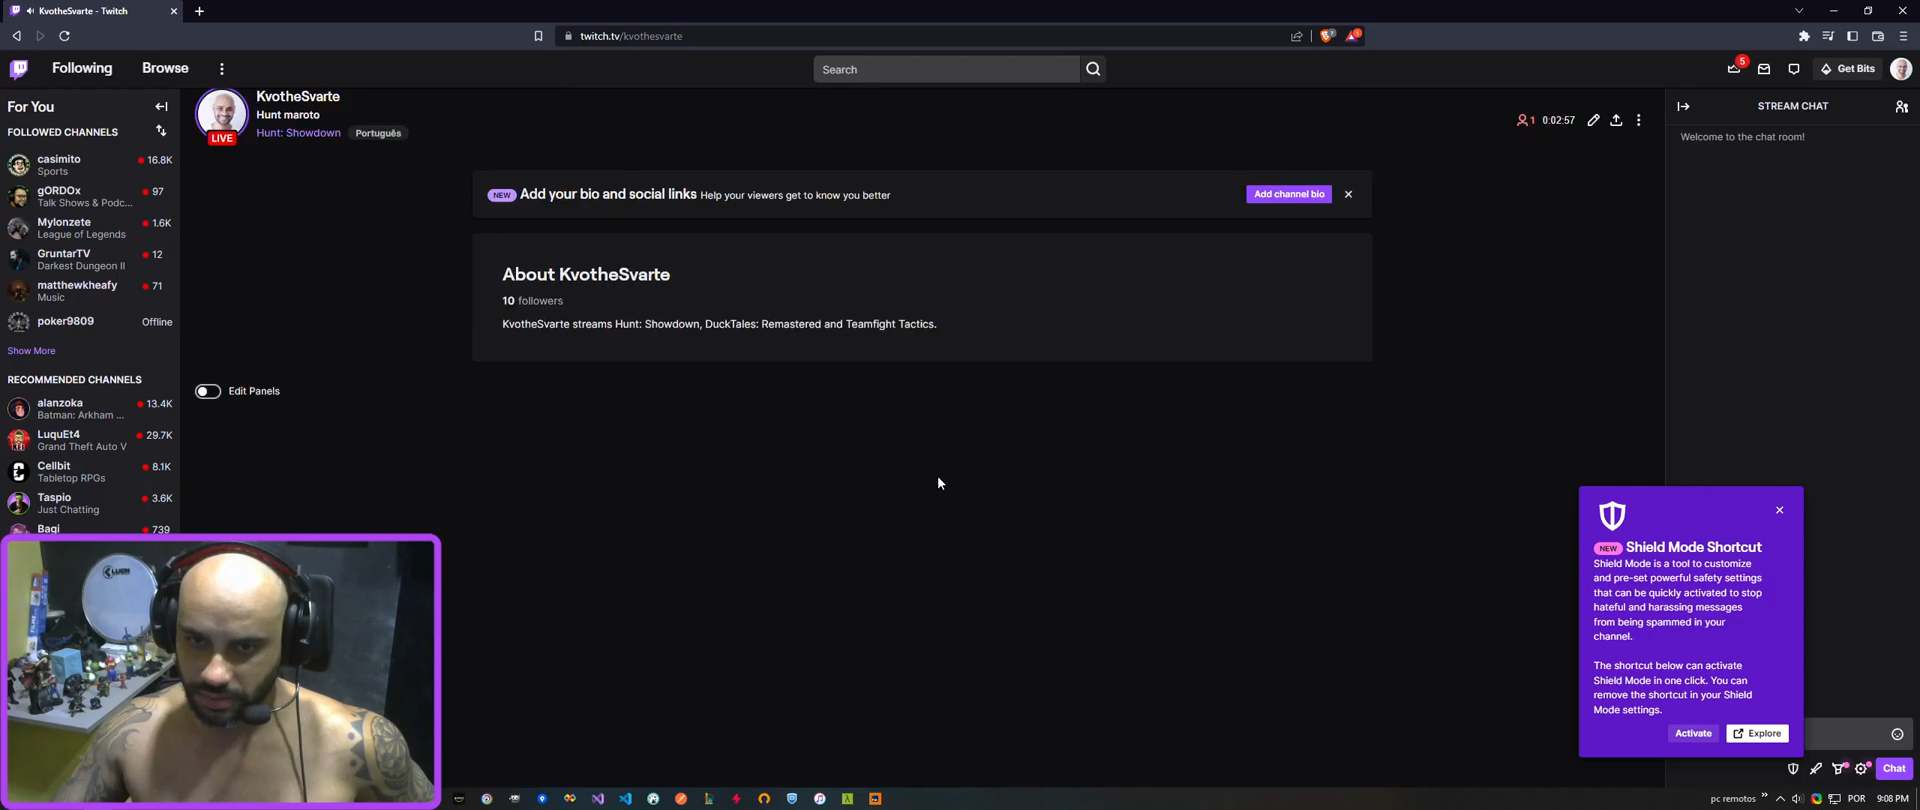 KvotheSvarte - Twitch
twitch.tv/kvothesvarte
Following
Browse
Search
5
Get Bits
For You
FOLLOWED CHANNELS
casimito
16.8K
Sports
gORDOx
97
Talk Shows & Podc...
Mylonzete
1.6K
League of Legends
GruntarTV
12
Darkest Dungeon II
matthewkheafy
71
Music
poker9809
Offline
Show More
RECOMMENDED CHANNELS
alanzoka
13.4K
Batman: Arkham ...
LuquEt4
29.7K
Grand Theft Auto V
Cellbit
8.1K
Tabletop RPGs
Taspio
3.6K
Just Chatting
Bagi
739
LIVE
KvotheSvarte
Hunt maroto
Hunt: Showdown
Português
1
0:02:57
NEW
Add your bio and social links
Help your viewers get to know you better
Add channel bio
About KvotheSvarte
10 followers
KvotheSvarte streams Hunt: Showdown, DuckTales: Remastered and Teamfight Tactics.
Edit Panels
LUEN
STREAM CHAT
Welcome to the chat room!
NEW
Shield Mode Shortcut
Shield Mode is a tool to customize
and pre-set powerful safety settings
that can be quickly activated to stop
hateful and harassing messages
from being spammed in your
channel.
The shortcut below can activate
Shield Mode in one click. You can
remove the shortcut in your Shield
Mode settings.
Activate
Explore
Chat
pc remotos
POR
9:08 PM